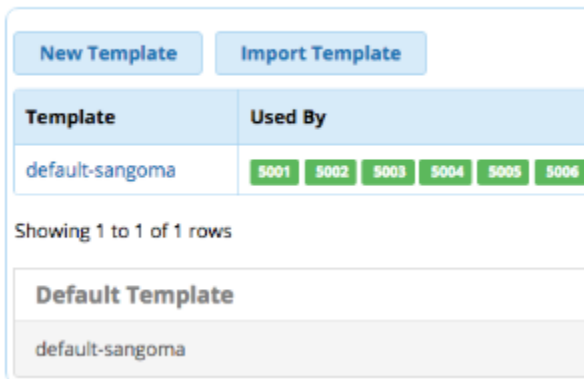 New Template Import Template
Template Used By
default-sangoma 5001 5002 5003 5004 5005 5006
Showing 1 to 1 of 1 rows
Default Template
default-sangoma